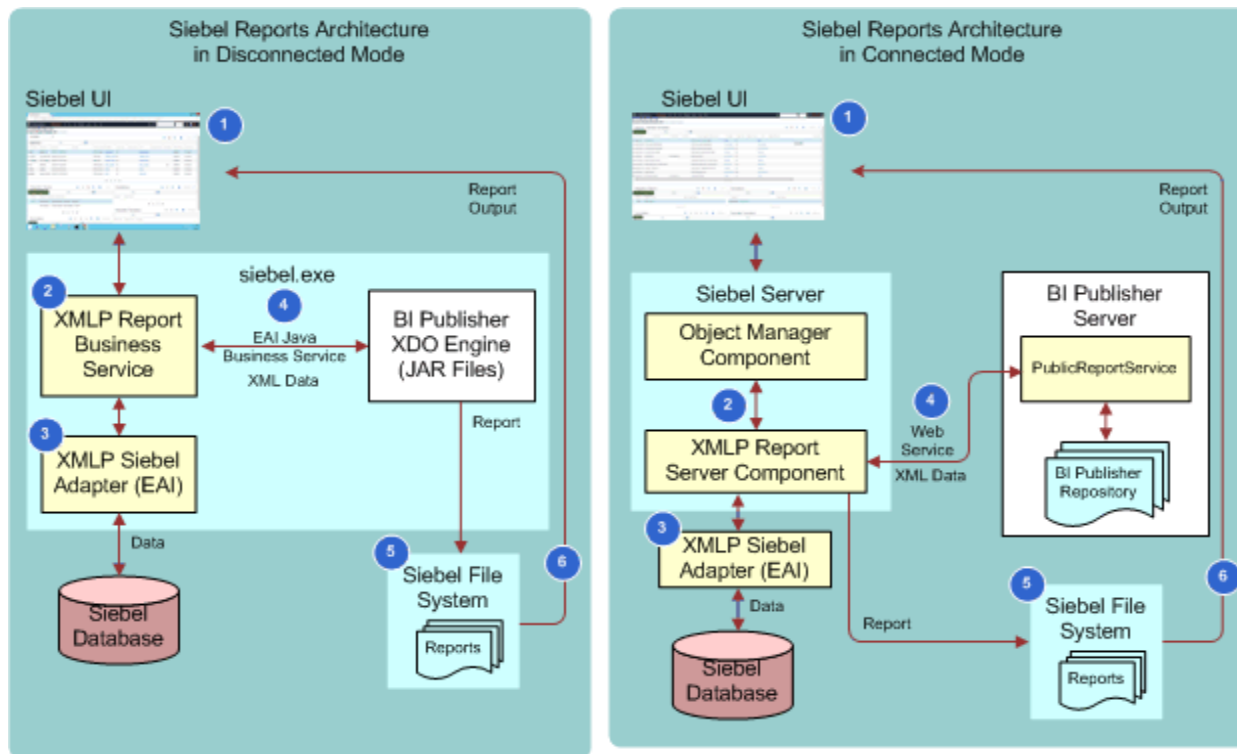 Siebel Reports Architecture
in Disconnected Mode
Siebel UI
1
Report
Output
siebel.exe
2
XMLP Report
Business
Service
4
EAI Java
Business Service
XML Data
BI Publisher
XDO Engine
(JAR Files)
3
XMLP Siebel
Adapter (EAI)
Report
Data
Siebel
Database
5
Siebel File
System
Reports
6
Siebel Reports Architecture
in Connected Mode
Siebel UI
1
Report
Output
Siebel Server
Object Manager
Component
2
XMLP Report
Server Component
4
Web
Service
XML Data
BI Publisher
Server
PublicReportService
BI Publisher
Repository
3
XMLP Siebel
Adapter (EAI)
Data
Siebel
Database
Report
5
Siebel File
System
Reports
6